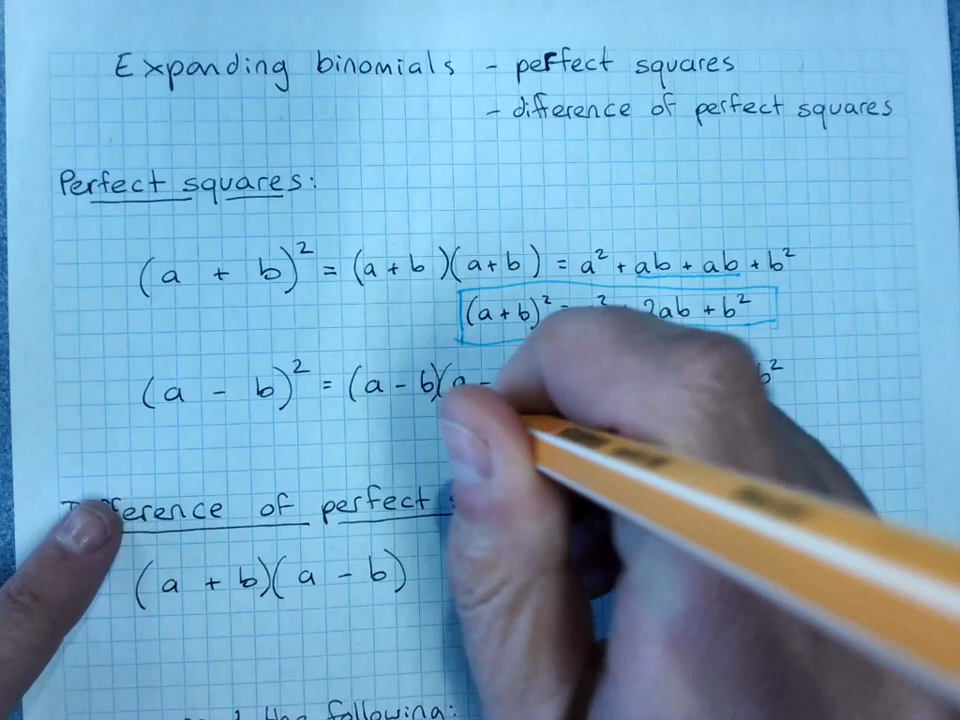 Expanding binomials - perfect squares
- difference of perfect squares
Perfect squares:
(a + b)² = (a + b)(a + b) = a² + ab + ab + b²
(a + b)² = 2ab + b²
(a - b)² = (a - b)(a - b²
of perfect
(a + b)(a - b)
the following: